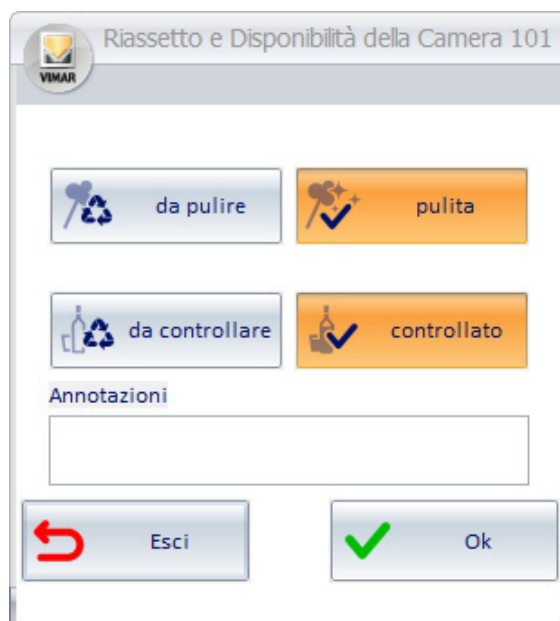 Riassetto e Disponibilità della Camera 101
VIMAR
da pulire
pulita
da controllare
controllato
Annotazioni
Esci
Ok